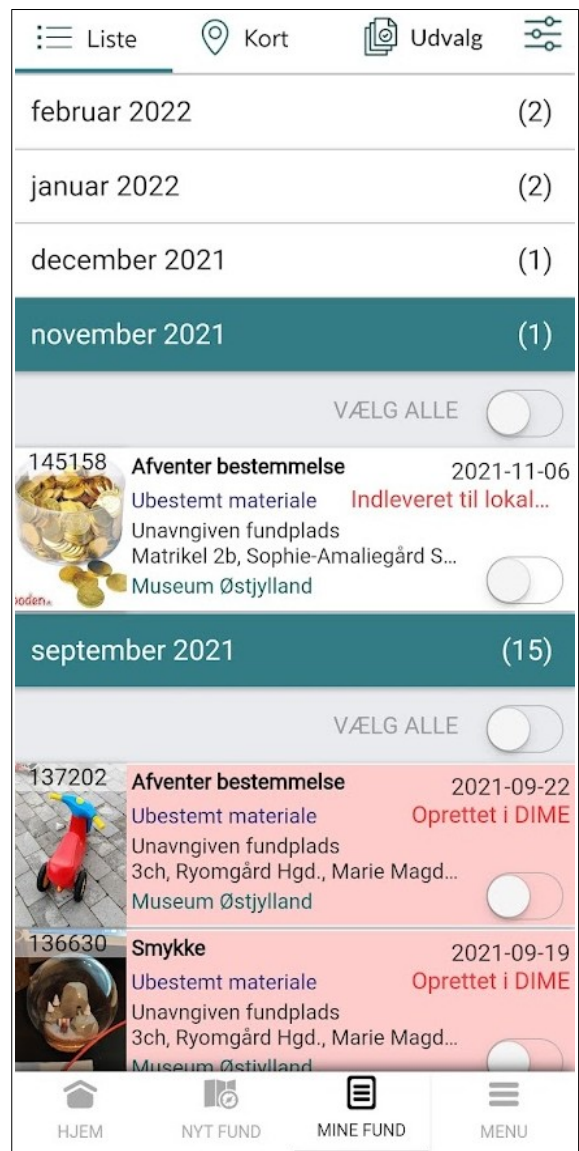 Liste Kort Udvalg
februar 2022 (2)
januar 2022 (2)
december 2021 (1)
november 2021 (1)
VÆLG ALLE
145158 Afventer bestemmelse 2021-11-06
Ubestemt materiale Indleveret til lokal...
Unavngiven fundplads
Matrikel 2b, Sophie-Amaliegård S...
Museum Østjylland
september 2021 (15)
VÆLG ALLE
137202 Afventer bestemmelse 2021-09-22
Ubestemt materiale Oprettet i DIME
Unavngiven fundplads
3ch, Ryomgård Hgd., Marie Magd...
Museum Østjylland
136630 Smykke 2021-09-19
Ubestemt materiale Oprettet i DIME
Unavngiven fundplads
3ch, Ryomgård Hgd., Marie Magd...
Museum Østjylland
HJEM NYT FUND MINE FUND MENU